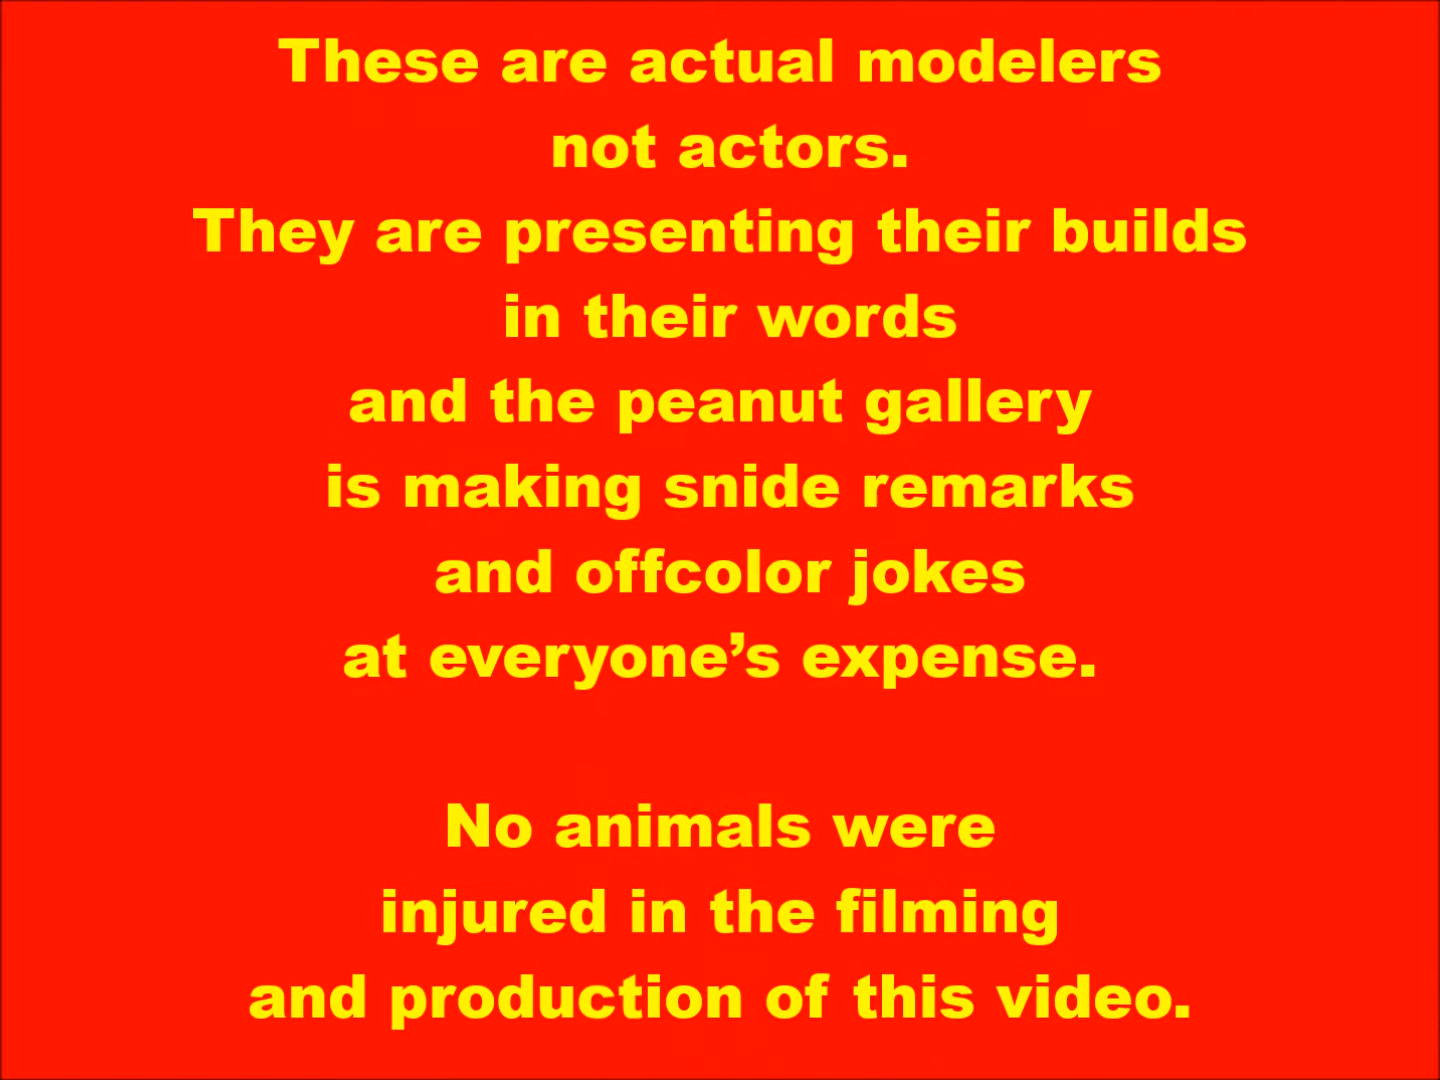 These are actual modelers
not actors.
They are presenting their builds
in their words
and the peanut gallery
is making snide remarks
and offcolor jokes
at everyone’s expense.
No animals were
injured in the filming
and production of this video.